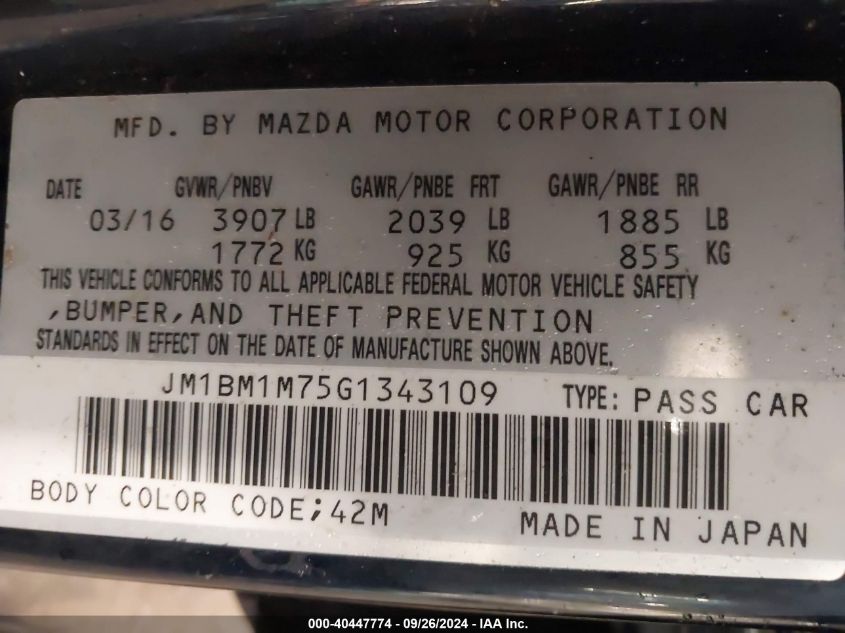 MFD. BY MAZDA MOTOR CORPORATION
DATE GVWR/PNBV GAWR/PNBE FRT GAWR/PNBE RR
03/16 3907 LB 2039 LB 1885 LB
1772 KG 925 KG 855 KG
THIS VEHICLE CONFORMS TO ALL APPLICABLE FEDERAL MOTOR VEHICLE SAFETY
,BUMPER,AND THEFT PREVENTION
STANDARDS IN EFFECT ON THE DATE OF MANUFACTURE SHOWN ABOVE.
JM1BM1M75G1343109 TYPE: PASS CAR
BODY COLOR CODE;42M
MADE IN JAPAN
000-40447774 - 09/26/2024 - IAA Inc.